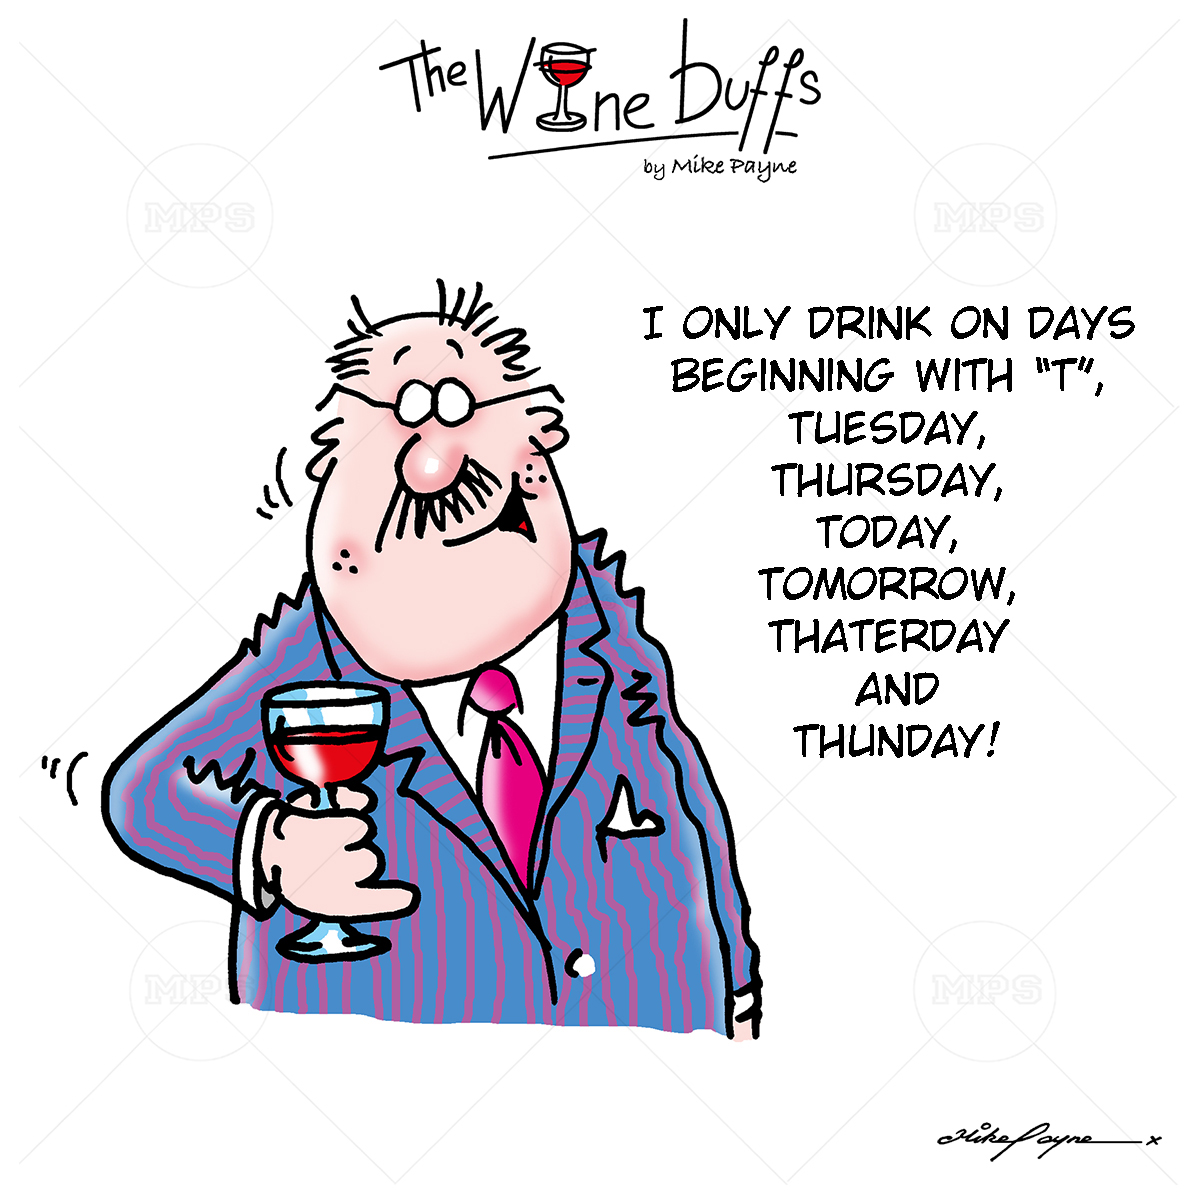 The Wine buffs
by Mike Payne
MPS MPS
I ONLY DRINK ON DAYS
BEGINNING WITH "T",
TUESDAY,
THURSDAY,
TODAY,
TOMORROW,
THATERDAY
AND
THUNDAY!
MPS MPS
Mike Payne x